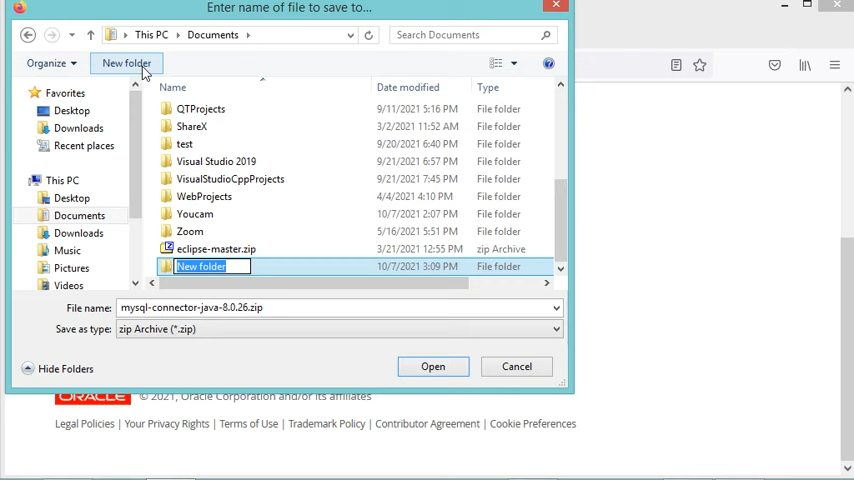 Enter name of file to save to...
This PC Documents
Search Documents
Organize
New folder
Name
Date modified
Type
Favorites
Desktop
Downloads
Recent places
This PC
Desktop
Documents
Downloads
Music
Pictures
Videos
QTProjects 9/11/2021 5:16 PM File folder
ShareX 3/2/2021 11:52 AM File folder
test 9/20/2021 6:40 PM File folder
Visual Studio 2019 9/21/2021 6:57 PM File folder
VisualStudioCppProjects 9/21/2021 7:45 PM File folder
WebProjects 4/4/2021 4:10 PM File folder
Youcam 10/7/2021 2:07 PM File folder
Zoom 5/16/2021 5:51 PM File folder
eclipse-master.zip 3/21/2021 12:55 PM zip Archive
New folder 10/7/2021 3:09 PM File folder
File name: mysql-connector-java-8.0.26.zip
Save as type: zip Archive (*.zip)
Hide Folders
Open
Cancel
ORACLE © 2021, Oracle Corporation and/or its affiliates
Legal Policies | Your Privacy Rights | Terms of Use | Trademark Policy | Contributor Agreement | Cookie Preferences